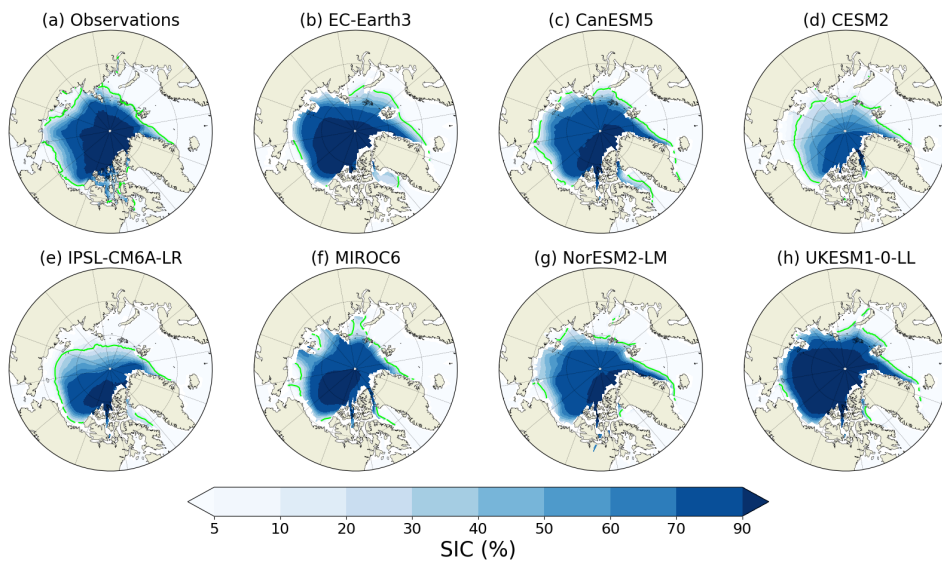 (a) Observations
(b) EC-Earth3
(c) CanESM5
(d) CESM2
(e) IPSL-CM6A-LR
(f) MIROC6
(g) NorESM2-LM
(h) UKESM1-0-LL
5 10 20 30 40 50 60 70 90
SIC (%)